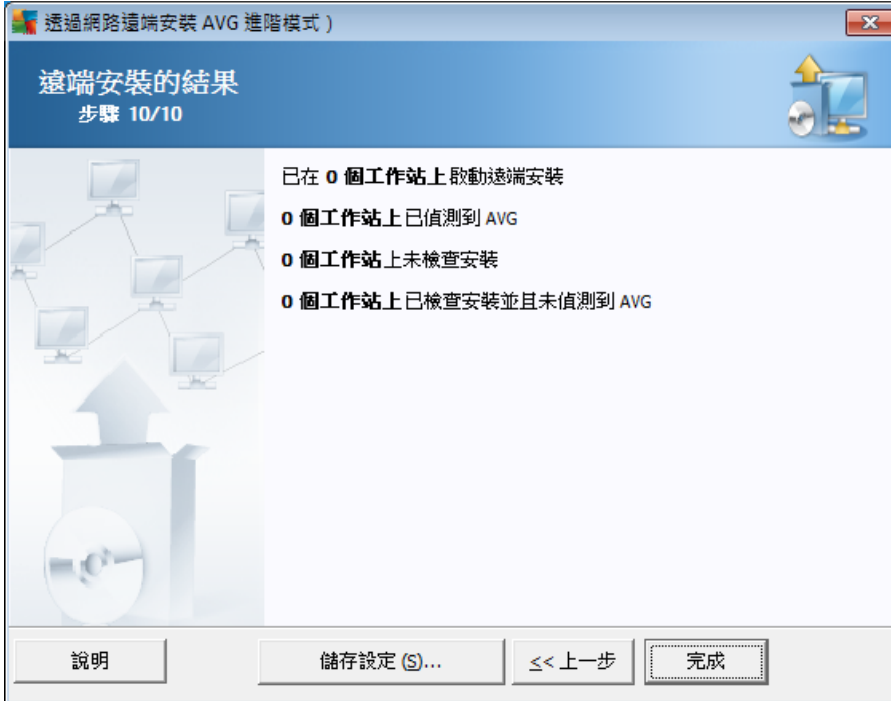 透過網路遠端安裝 AVG 進階模式 )
遠端安裝的結果
步驟 10/10
已在 0 個工作站上啟動遠端安裝
0 個工作站上已偵測到 AVG
0 個工作站上未檢查安裝
0 個工作站上已檢查安裝並且未偵測到 AVG
說明
儲存設定 (S)...
<< 上一步
完成